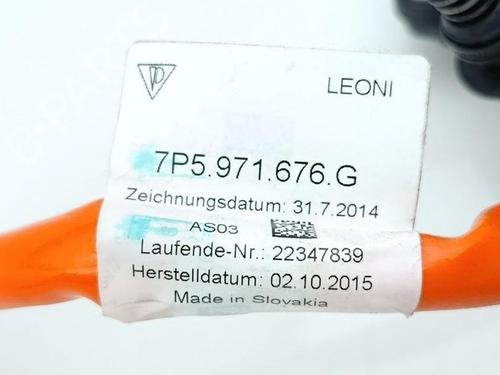 LEONI
7P5.971.676.G
Zeichnungsdatum: 31.7.2014
AS03
Laufende-Nr.: 22347839
Herstelldatum: 02.10.2015
Made in Slovakia